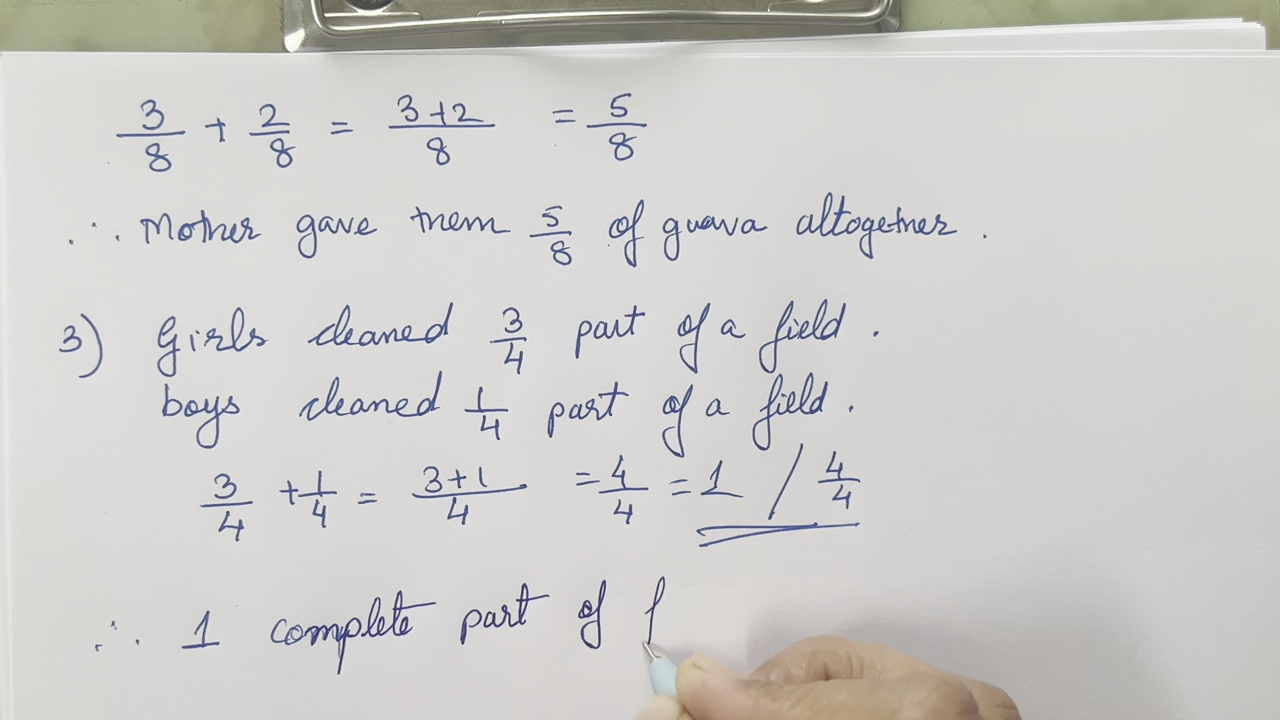 3/8 + 2/8 = 3+2/8 = 5/8
∴ Mother gave them 5/8 of guava altogether.
3) Girls cleaned 3/4 part of a field.
boys cleaned 1/4 part of a field.
3/4 + 1/4 = 3+1/4 = 4/4 = 1 / 4/4
∴ 1 complete part of f